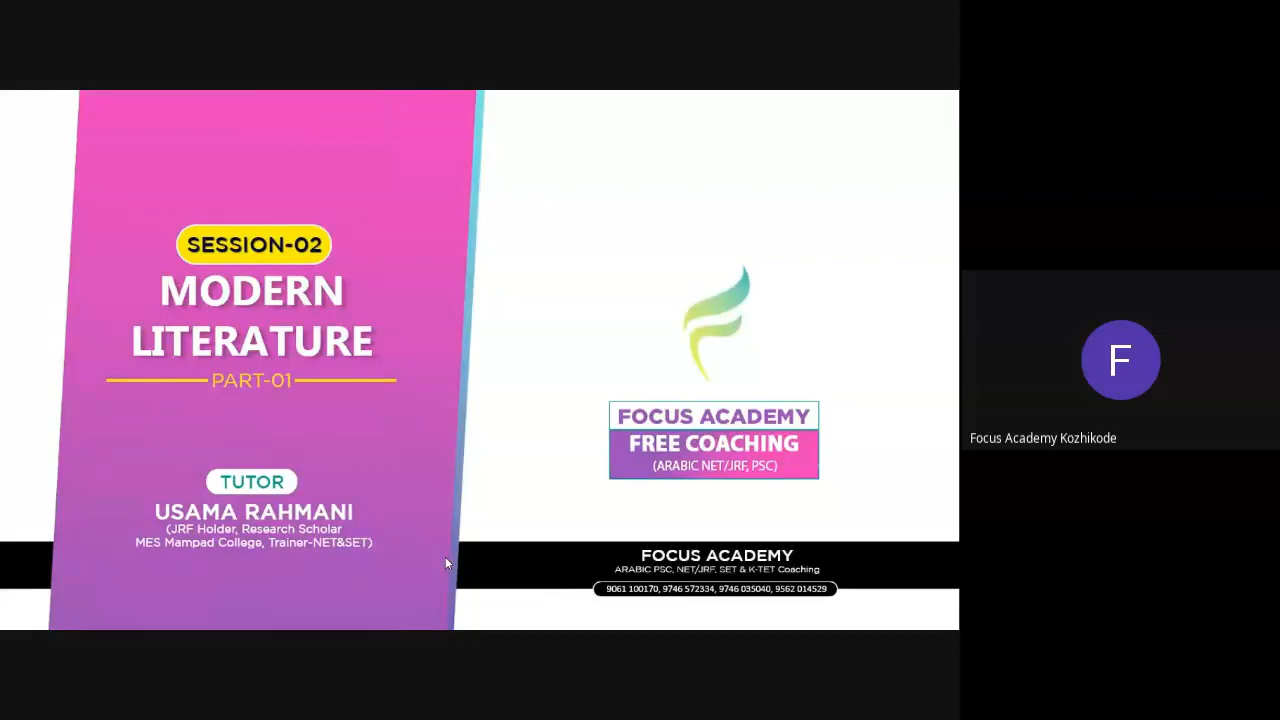 SESSION-02
MODERN
LITERATURE
PART-01
TUTOR
USAMA RAHMANI
(JRF Holder, Research Scholar
MES Mampad College, Trainer-NET&SET)
FOCUS ACADEMY
FREE COACHING
(ARABIC NET/JRF, PSC)
FOCUS ACADEMY
ARABIC PSC, NET/JRF, SET & K-TET Coaching
9061 100170, 9746 572334, 9746 035040, 9562 014529
F
Focus Academy Kozhikode